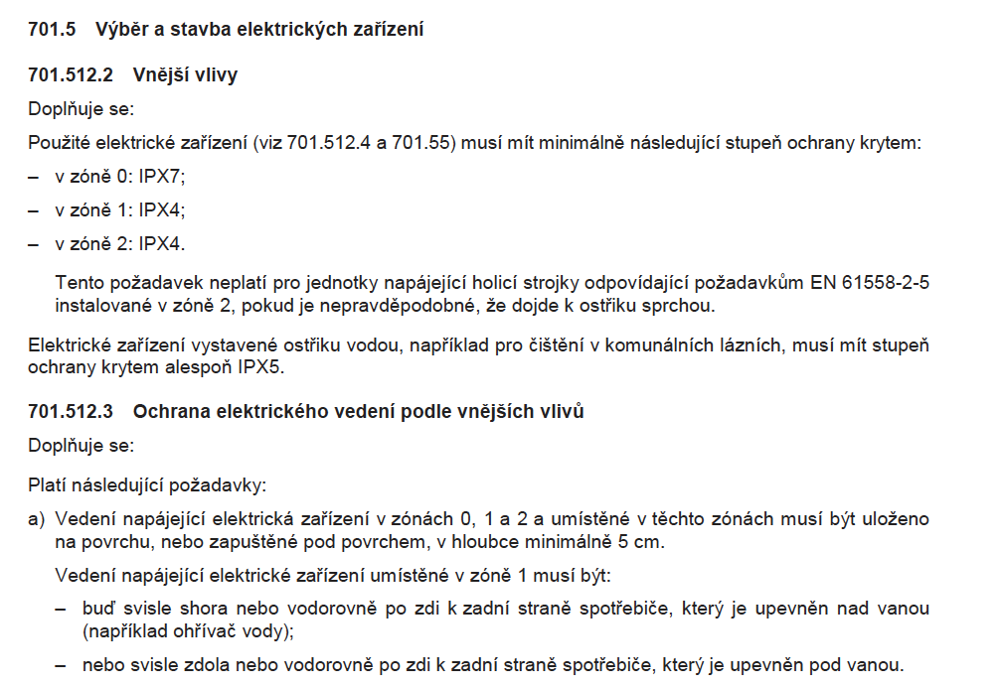 701.5 Výběr a stavba elektrických zařízení
701.512.2 Vnější vlivy
Doplňuje se:
Použité elektrické zařízení (viz 701.512.4 a 701.55) musí mít minimálně následující stupeň ochrany krytem:
– v zóně 0: IPX7;
– v zóně 1: IPX4;
– v zóně 2: IPX4.
Tento požadavek neplatí pro jednotky napájející holicí strojky odpovídající požadavkům EN 61558-2-5
instalované v zóně 2, pokud je nepravděpodobné, že dojde k ostřiku sprchou.
Elektrické zařízení vystavené ostřiku vodou, například pro čištění v komunálních lázních, musí mít stupeň
ochrany krytem alespoň IPX5.
701.512.3 Ochrana elektrického vedení podle vnějších vlivů
Doplňuje se:
Platí následující požadavky:
a) Vedení napájející elektrická zařízení v zónách 0, 1 a 2 a umístěné v těchto zónách musí být uloženo
na povrchu, nebo zapuštěné pod povrchem, v hloubce minimálně 5 cm.
Vedení napájející elektrické zařízení umístěné v zóně 1 musí být:
– buď svisle shora nebo vodorovně po zdi k zadní straně spotřebiče, který je upevněn nad vanou
(například ohřívač vody);
– nebo svisle zdola nebo vodorovně po zdi k zadní straně spotřebiče, který je upevněn pod vanou.